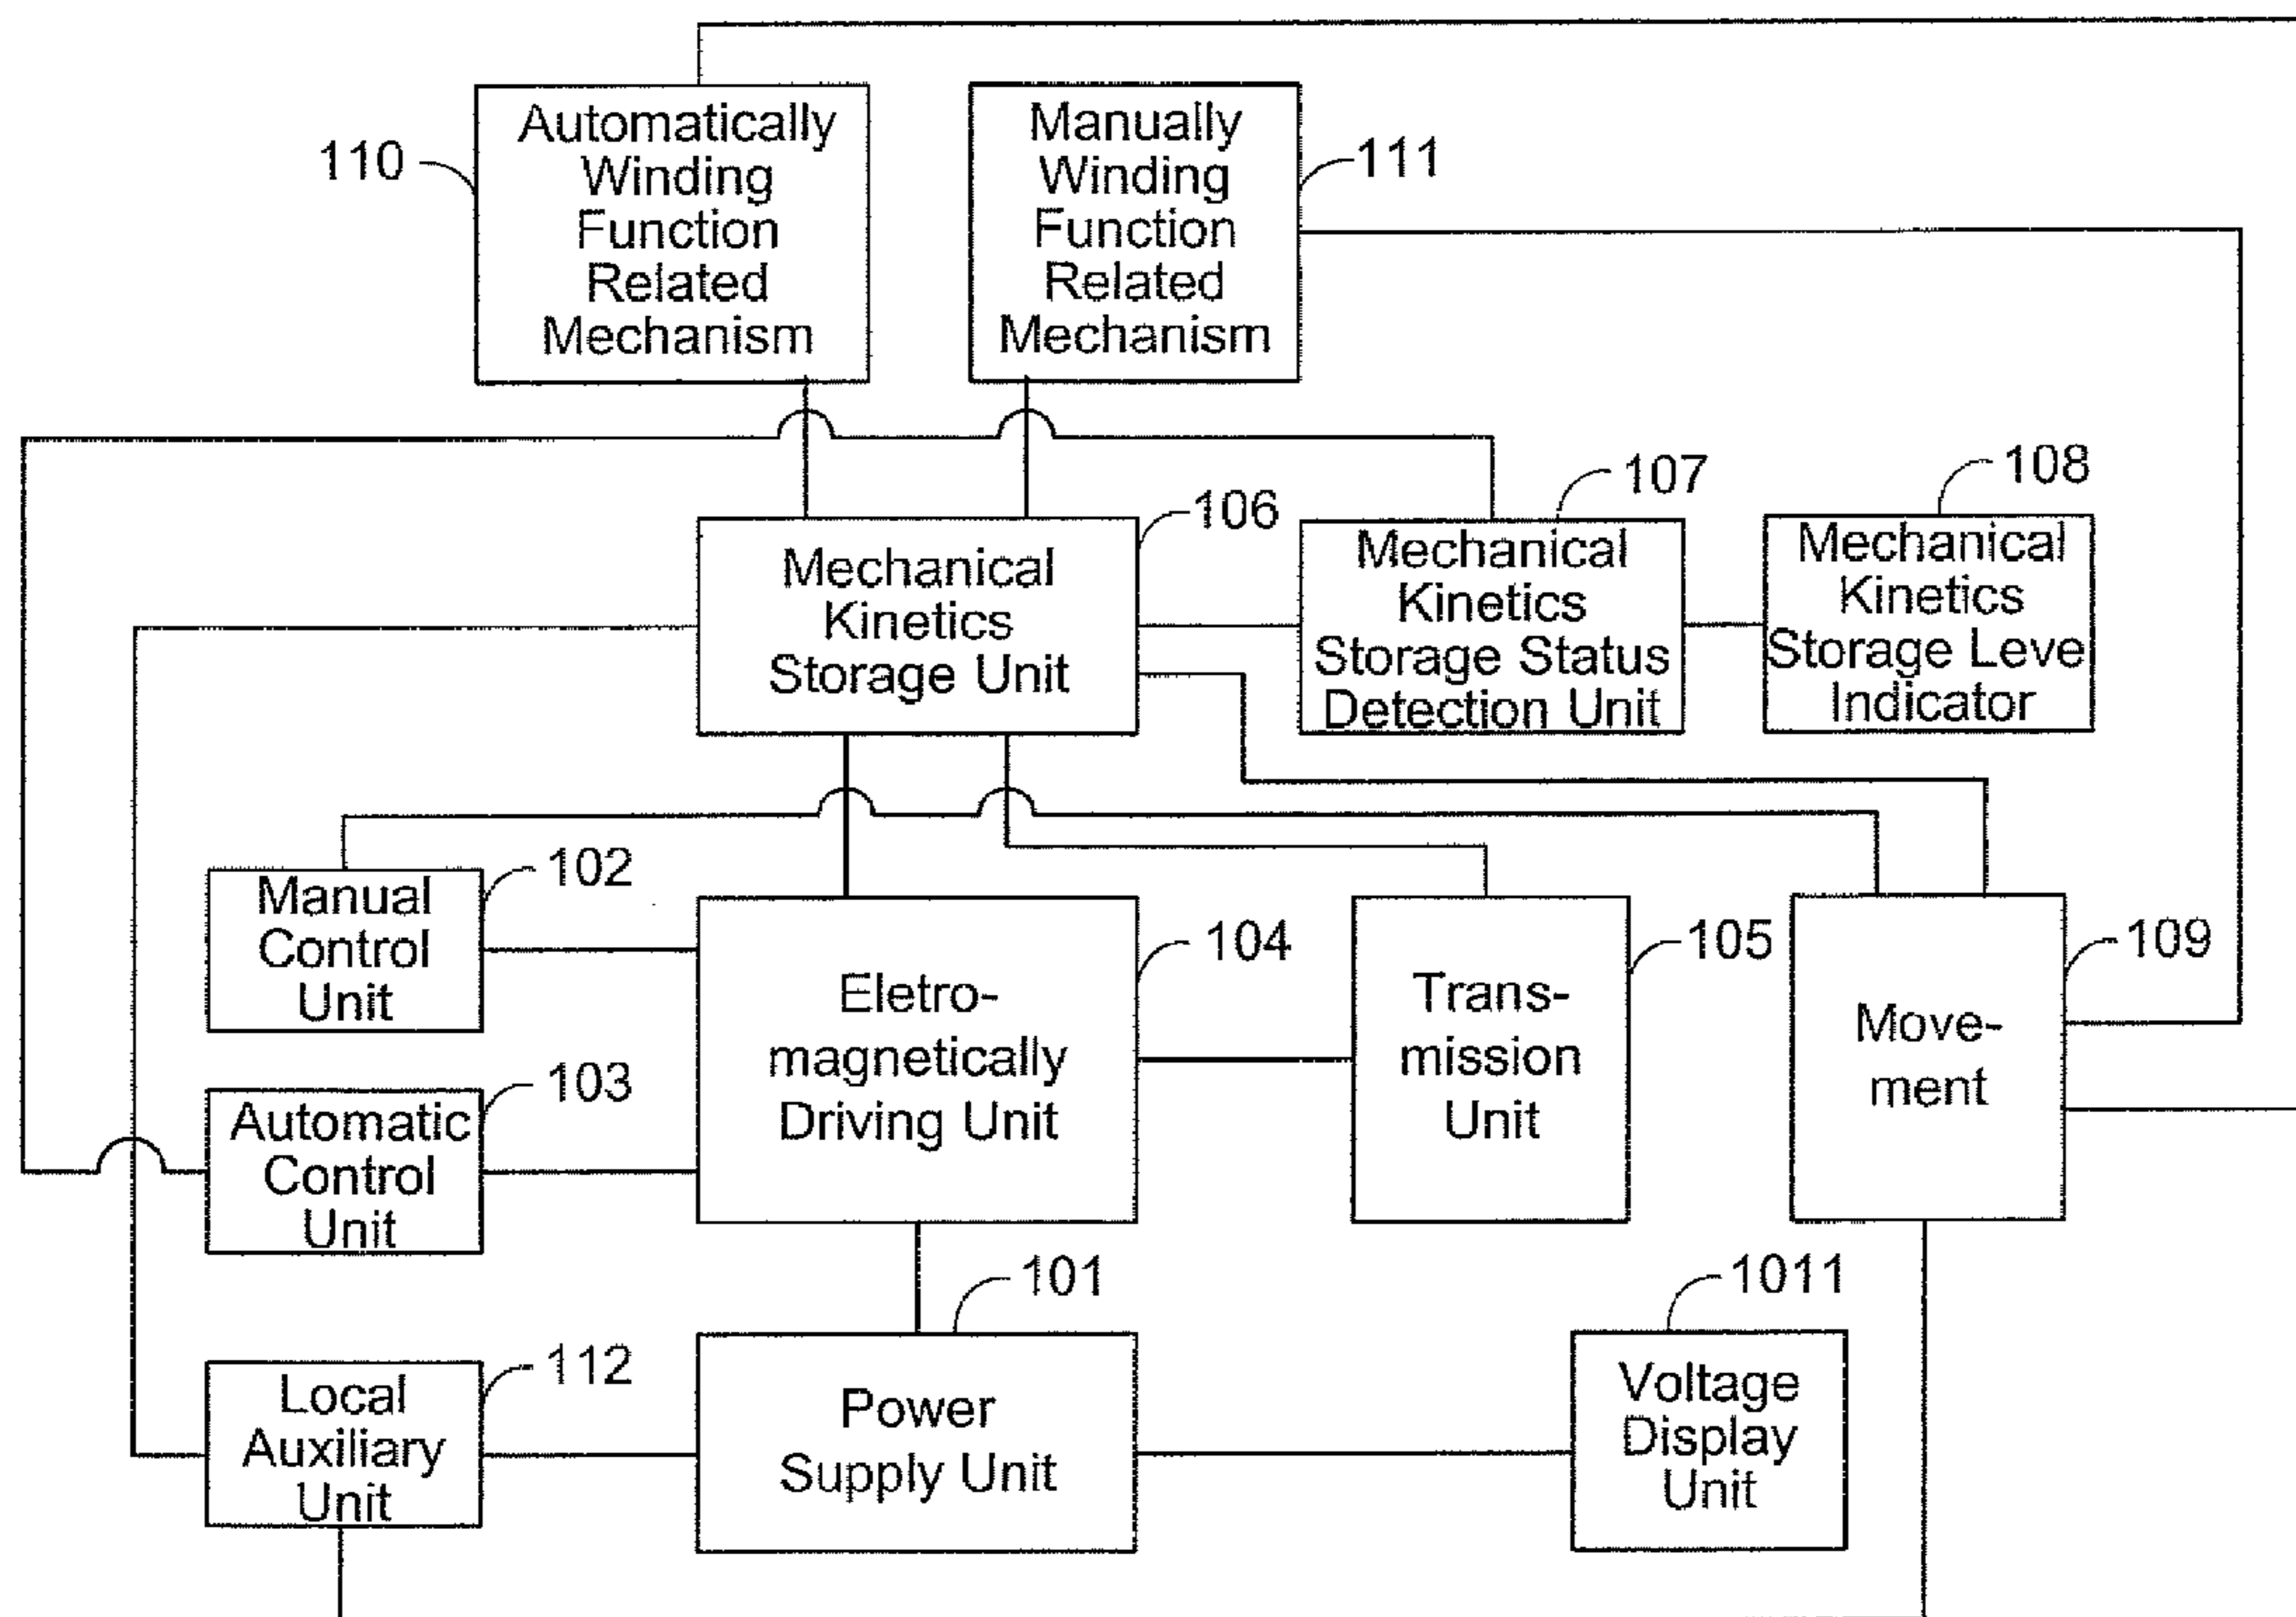 110
Automatically
Winding
Function
Related
Mechanism
Manually
Winding
Function
Related
Mechanism
111
Mechanical
Kinetics
Storage Unit
106
Mechanical
Kinetics
Storage Status
Detection Unit
107
Mechanical
Kinetics
Storage Level
Indicator
108
Manual
Control
Unit
102
Automatic
Control
Unit
103
Eletro-
magnetically
Driving Unit
104
Trans-
mission
Unit
105
Move-
ment
109
Local
Auxiliary
Unit
112
Power
Supply Unit
101
Voltage
Display
Unit
1011